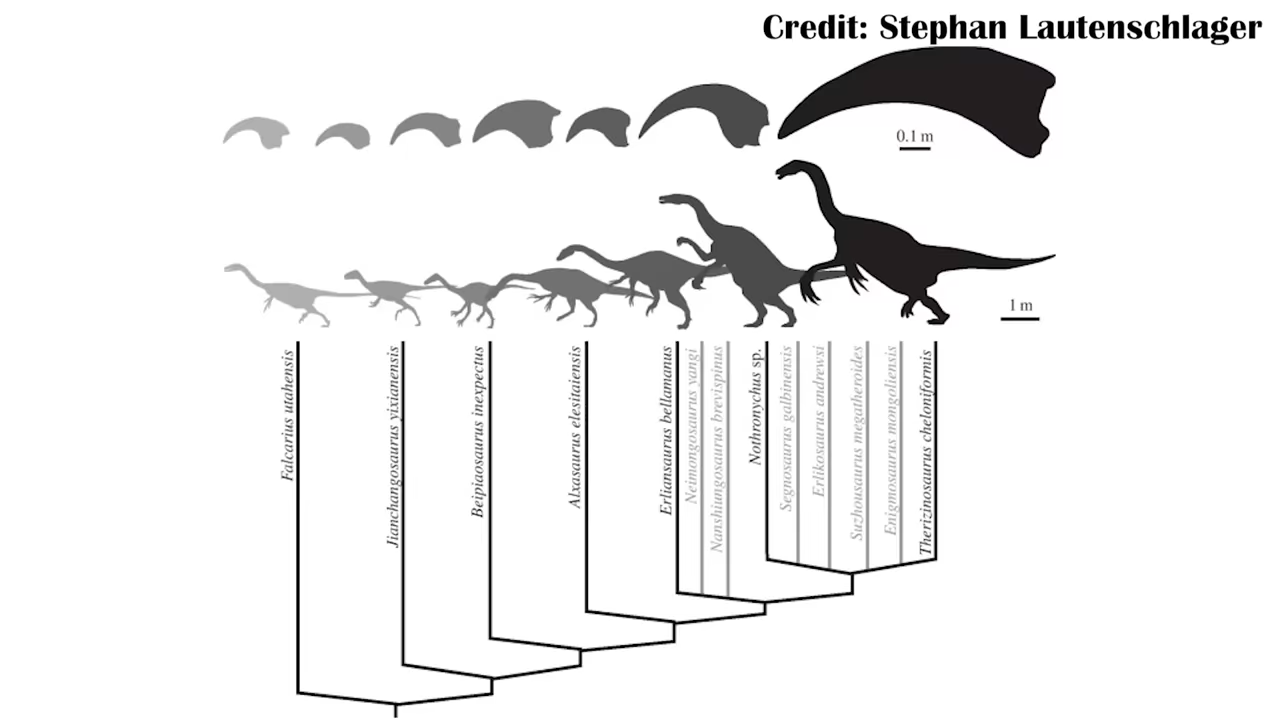 Credit: Stephan Lautenschlager
0.1 m
1 m
Falcarius utahensis
Jianchangosaurus yixianensis
Beipiaosaurus inexpectus
Alxasaurus elesitaiensis
Erliansaurus bellamanus
Neimongosaurus yangi
Nanshiungosaurus brevispinus
Nothronychus sp.
Segnosaurus galbinensis
Erlikosaurus andrewsi
Suzhousaurus megatheroides
Enigmosaurus mongoliensis
Therizinosaurus cheloniformis